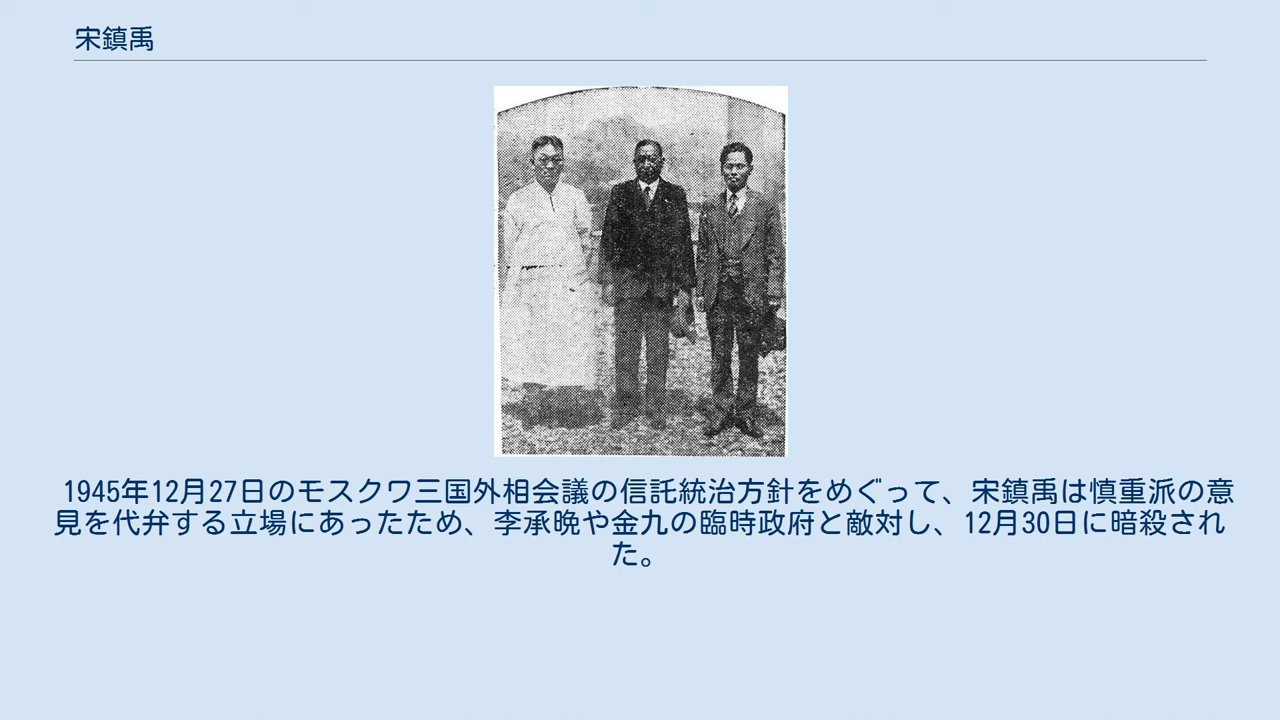 宋鎮禹
1945年12月27日のモスクワ三国外相会議の信託統治方針をめぐって、宋鎮禹は慎重派の意
見を代弁する立場にあったため、李承晩や金九の臨時政府と敵対し、12月30日に暗殺され
た。